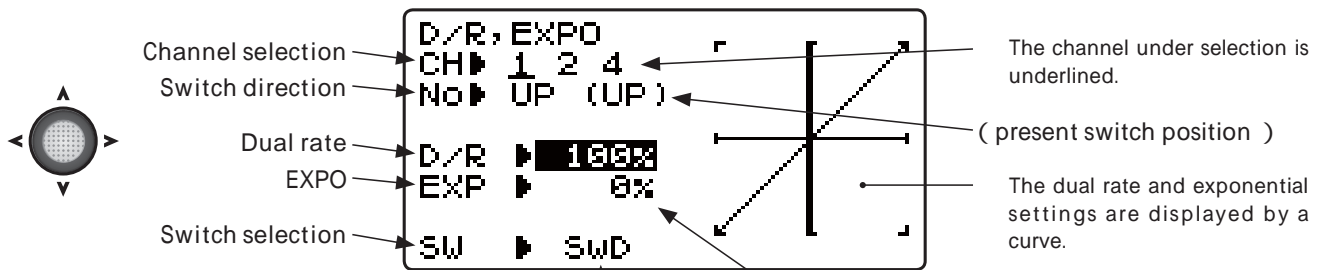 D/R,EXPO
Channel selection
CH 1 2 4
The channel under selection is
underlined.
Switch direction
No UP (UP)
( present switch position )
Dual rate
D/R 100%
EXPO
EXP 0%
The dual rate and exponential
settings are displayed by a
curve.
Switch selection
SW SwD